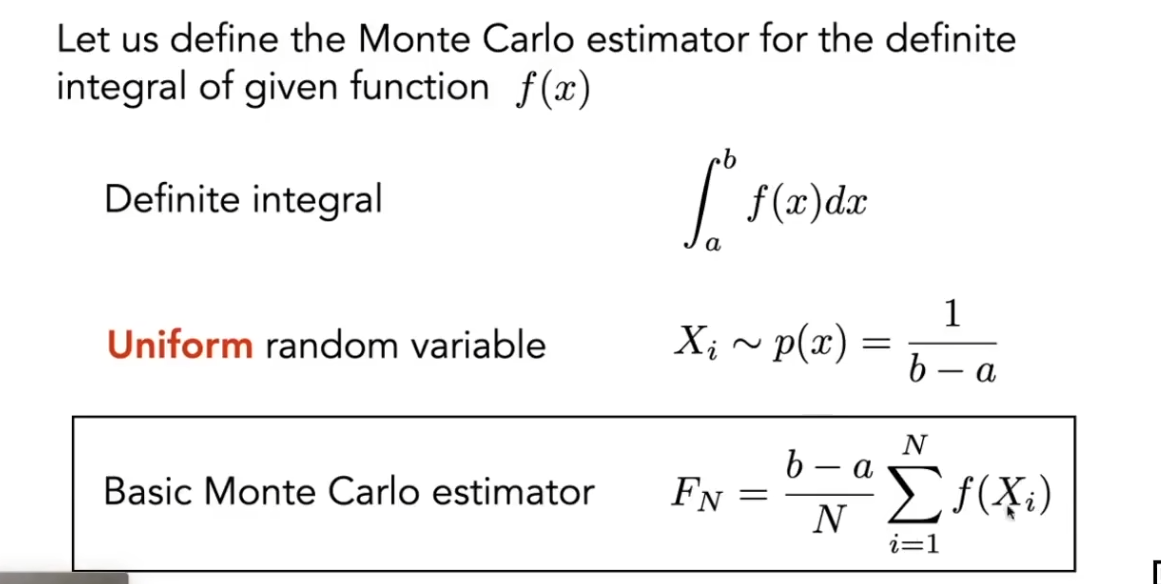 Let us define the Monte Carlo estimator for the definite
integral of given function f(x)
Definite integral ∫_a^b f(x)dx
Uniform random variable X_i ~ p(x) = 1/(b − a)
Basic Monte Carlo estimator F_N = (b − a)/N ∑_{i=1}^{N} f(X_i)